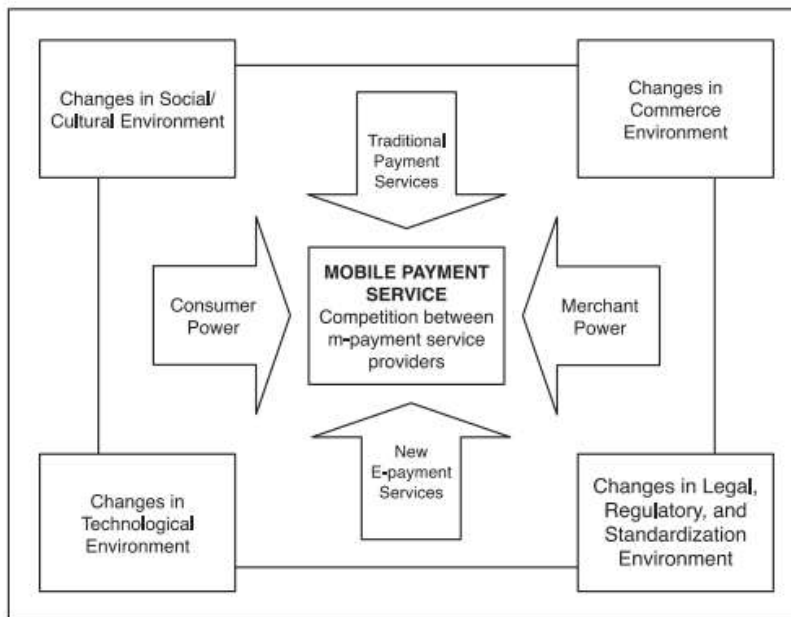 Changes in Social/
Cultural Environment
Changes in
Commerce
Environment
Traditional
Payment
Services
Consumer
Power
MOBILE PAYMENT
SERVICE
Competition between
m-payment service
providers
Merchant
Power
New
E-payment
Services
Changes in
Technological
Environment
Changes in Legal,
Regulatory, and
Standardization
Environment